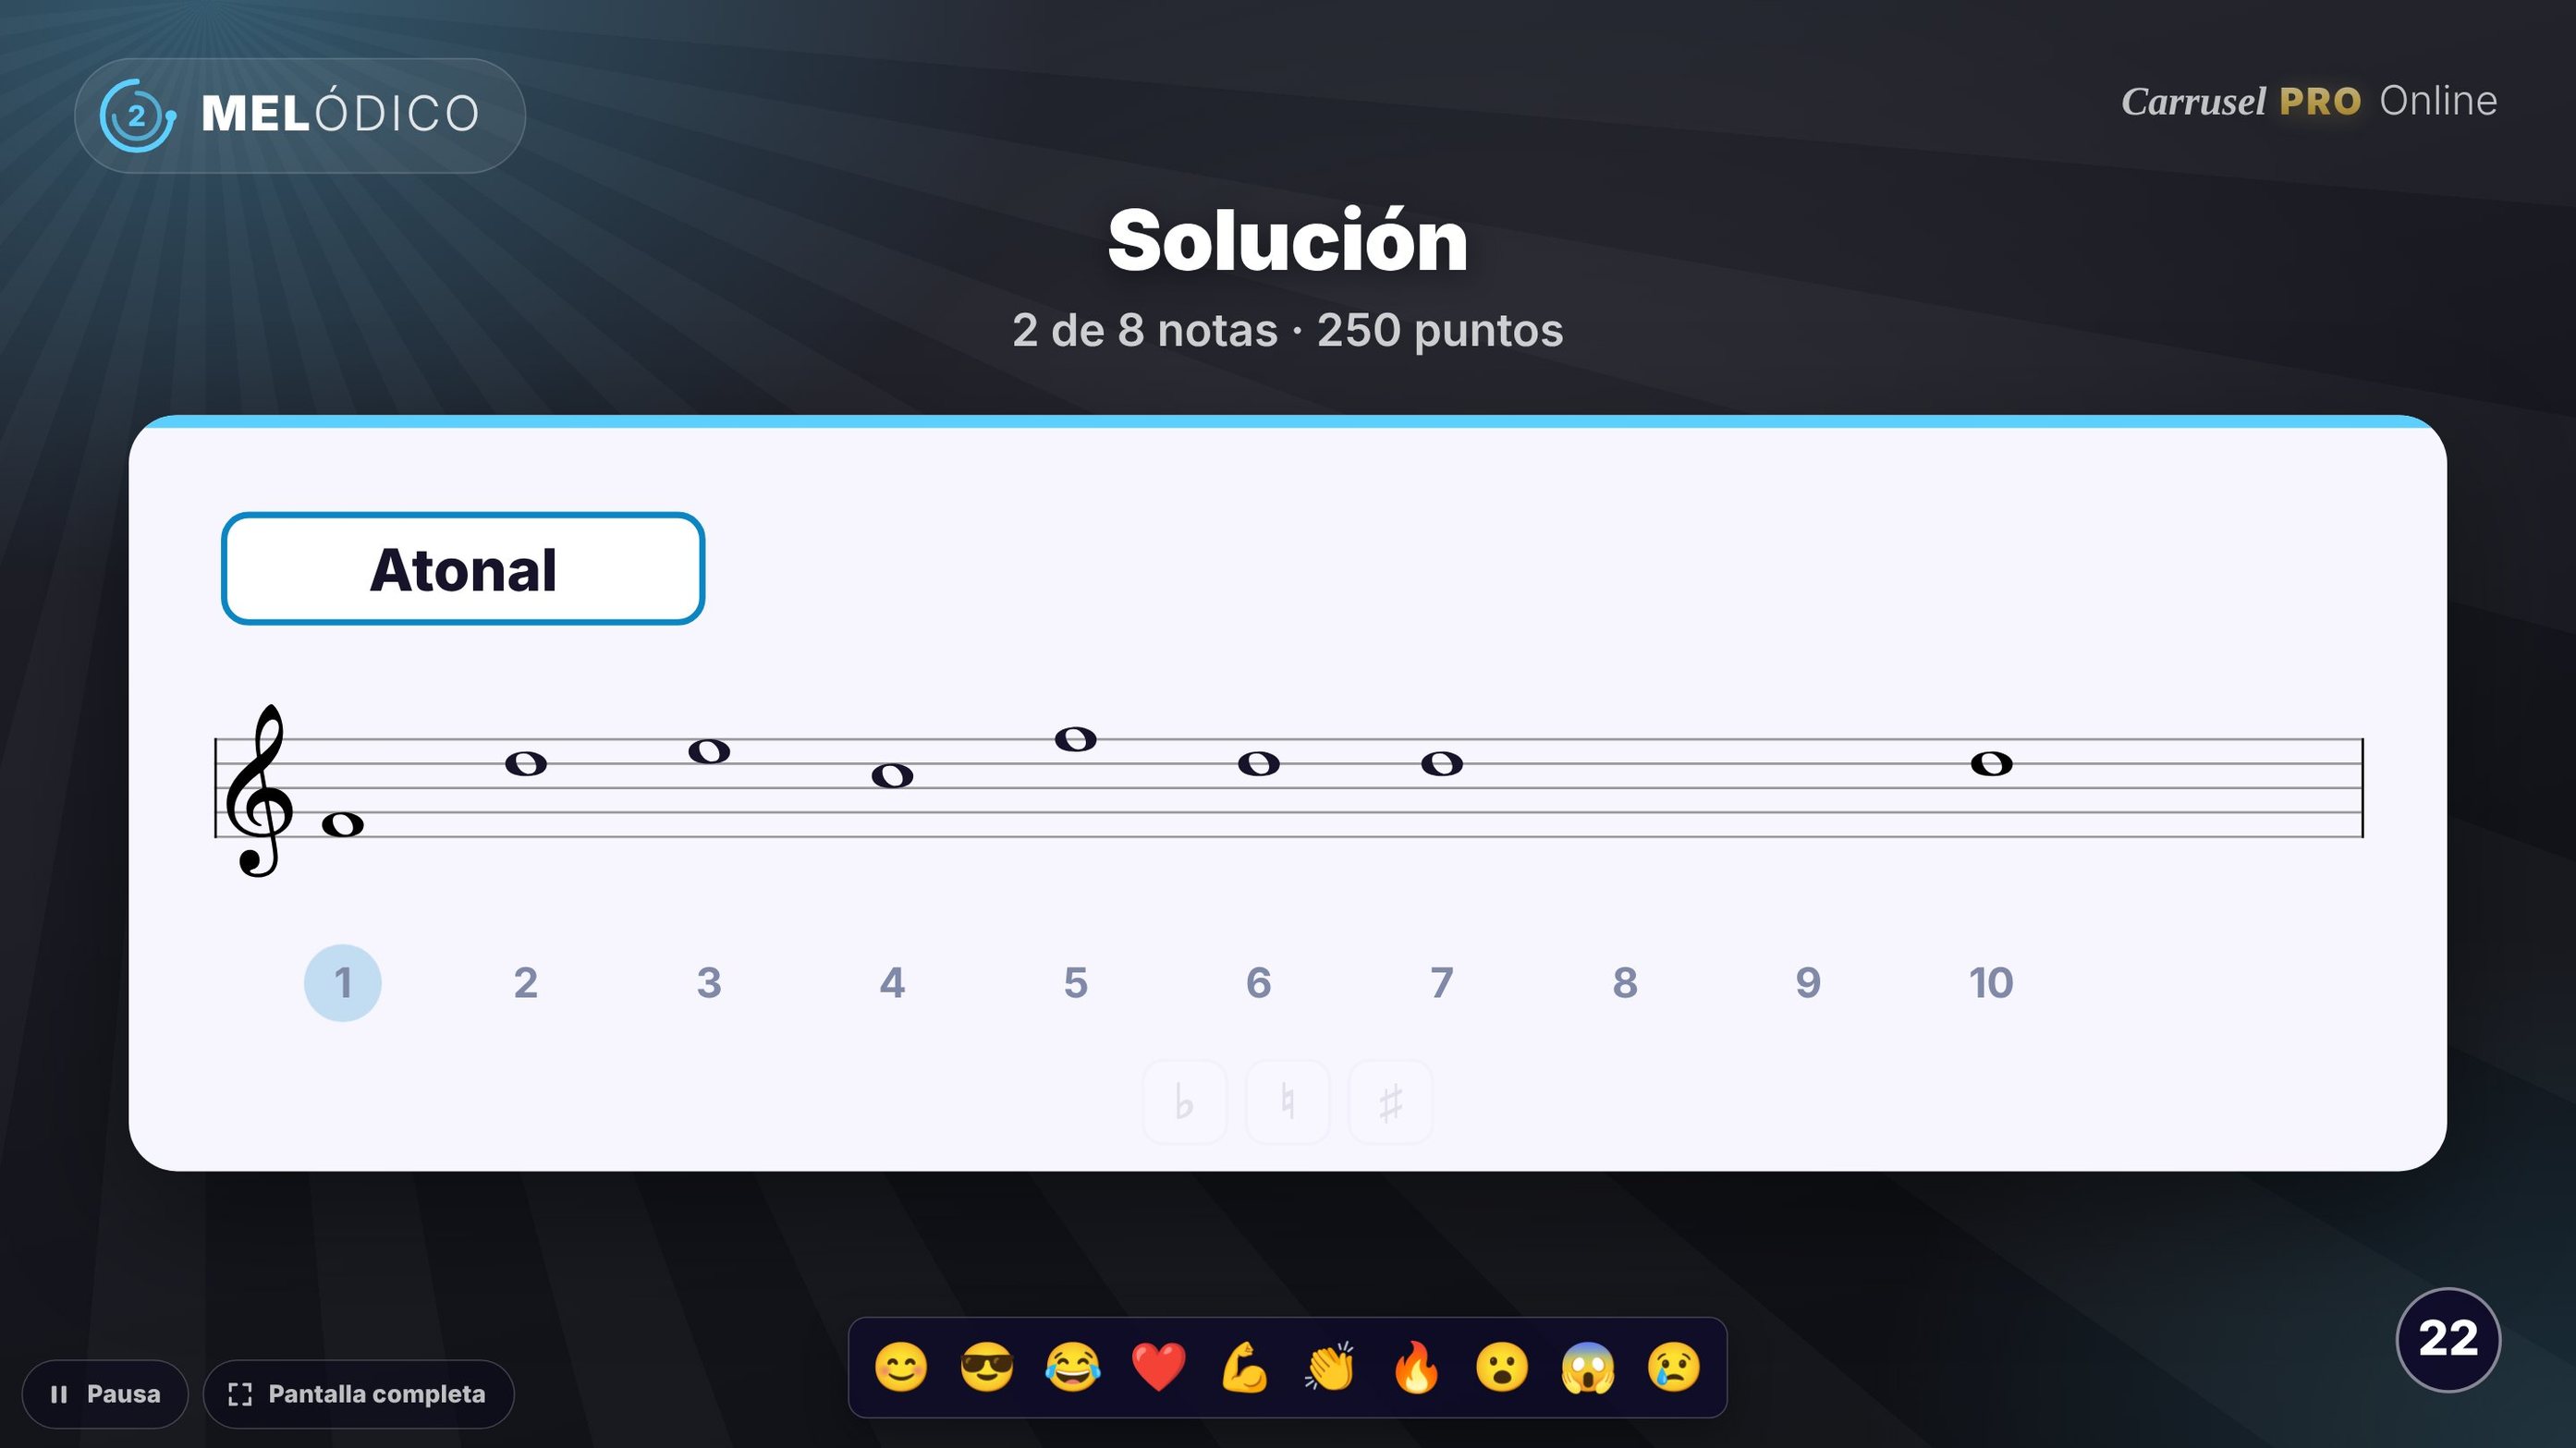 2 MELÓDICO
Carrusel PRO Online
Solución
2 de 8 notas · 250 puntos
Atonal
1 2 3 4 5 6 7 8 9 10
♭ ♮ ♯
22
Pausa
Pantalla completa